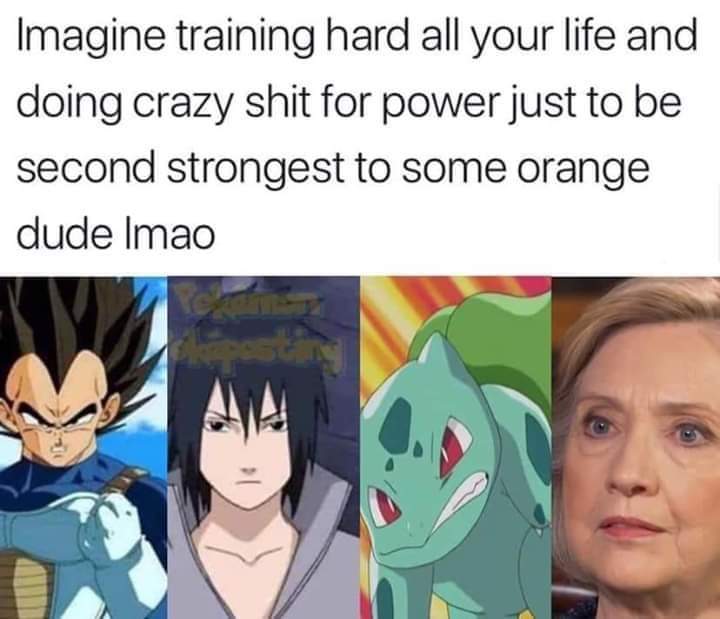 Imagine training hard all your life and
doing crazy shit for power just to be
second strongest to some orange
dude lmao